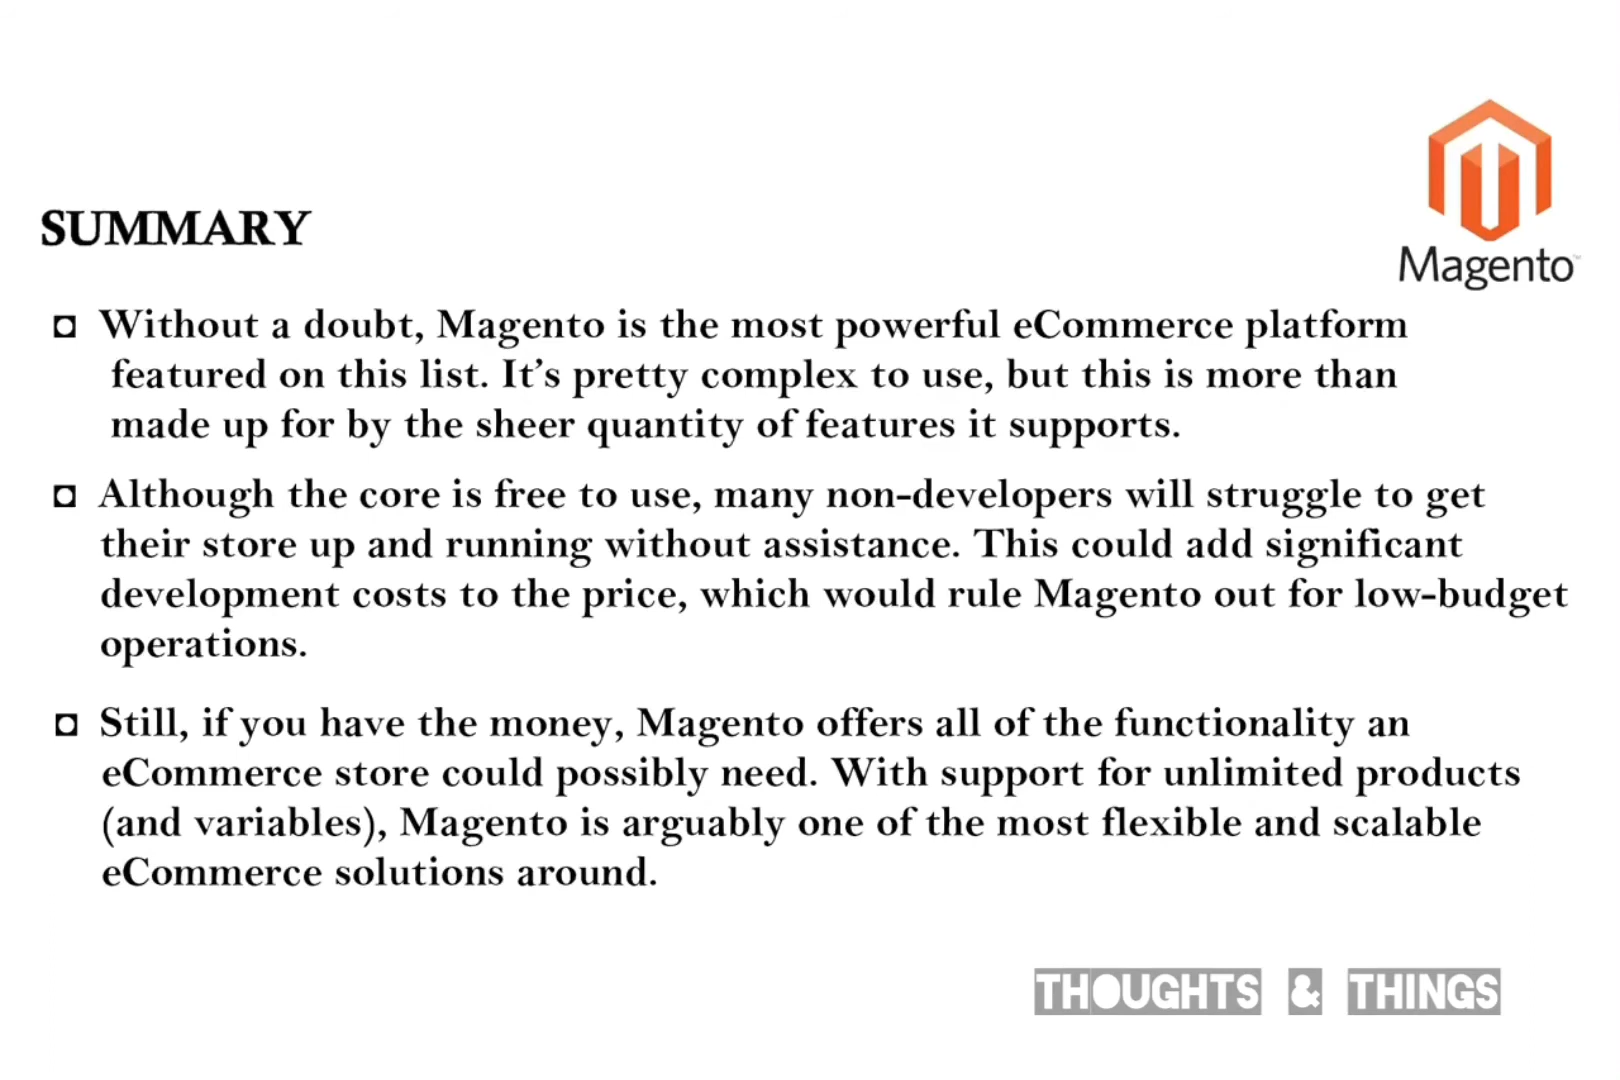 Magento™
SUMMARY
Without a doubt, Magento is the most powerful eCommerce platform
featured on this list. It’s pretty complex to use, but this is more than
made up for by the sheer quantity of features it supports.
Although the core is free to use, many non-developers will struggle to get
their store up and running without assistance. This could add significant
development costs to the price, which would rule Magento out for low-budget
operations.
Still, if you have the money, Magento offers all of the functionality an
eCommerce store could possibly need. With support for unlimited products
(and variables), Magento is arguably one of the most flexible and scalable
eCommerce solutions around.
THOUGHTS & THINGS